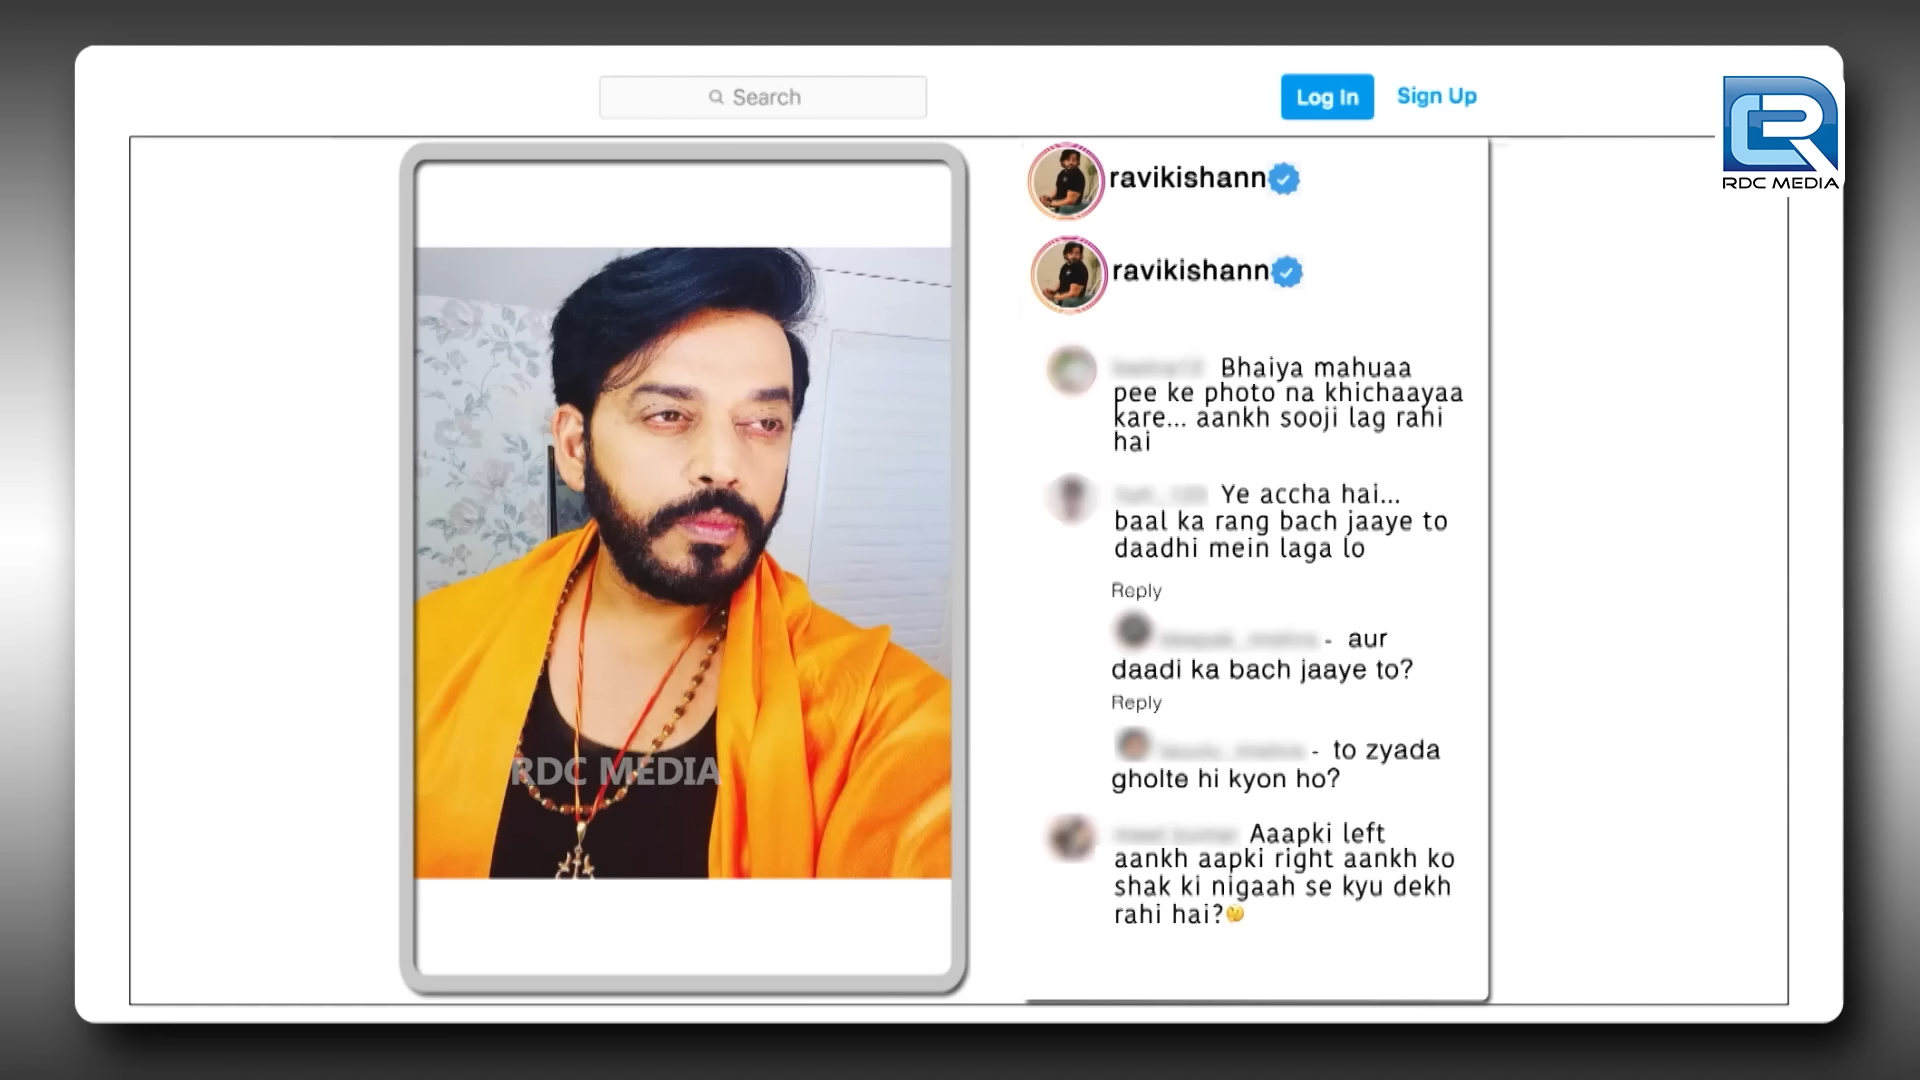 Search
Log In
Sign Up
RDC MEDIA
ravikishann
ravikishann
Bhaiya mahuaa
pee ke photo na khichaayaa
kare... aankh sooji lag rahi
hai
Ye accha hai...
baal ka rang bach jaaye to
daadhi mein laga lo
Reply
- aur
daadi ka bach jaaye to?
Reply
- to zyada
gholte hi kyon ho?
Aaapki left
aankh aapki right aankh ko
shak ki nigaah se kyu dekh
rahi hai?🤔
RDC MEDIA